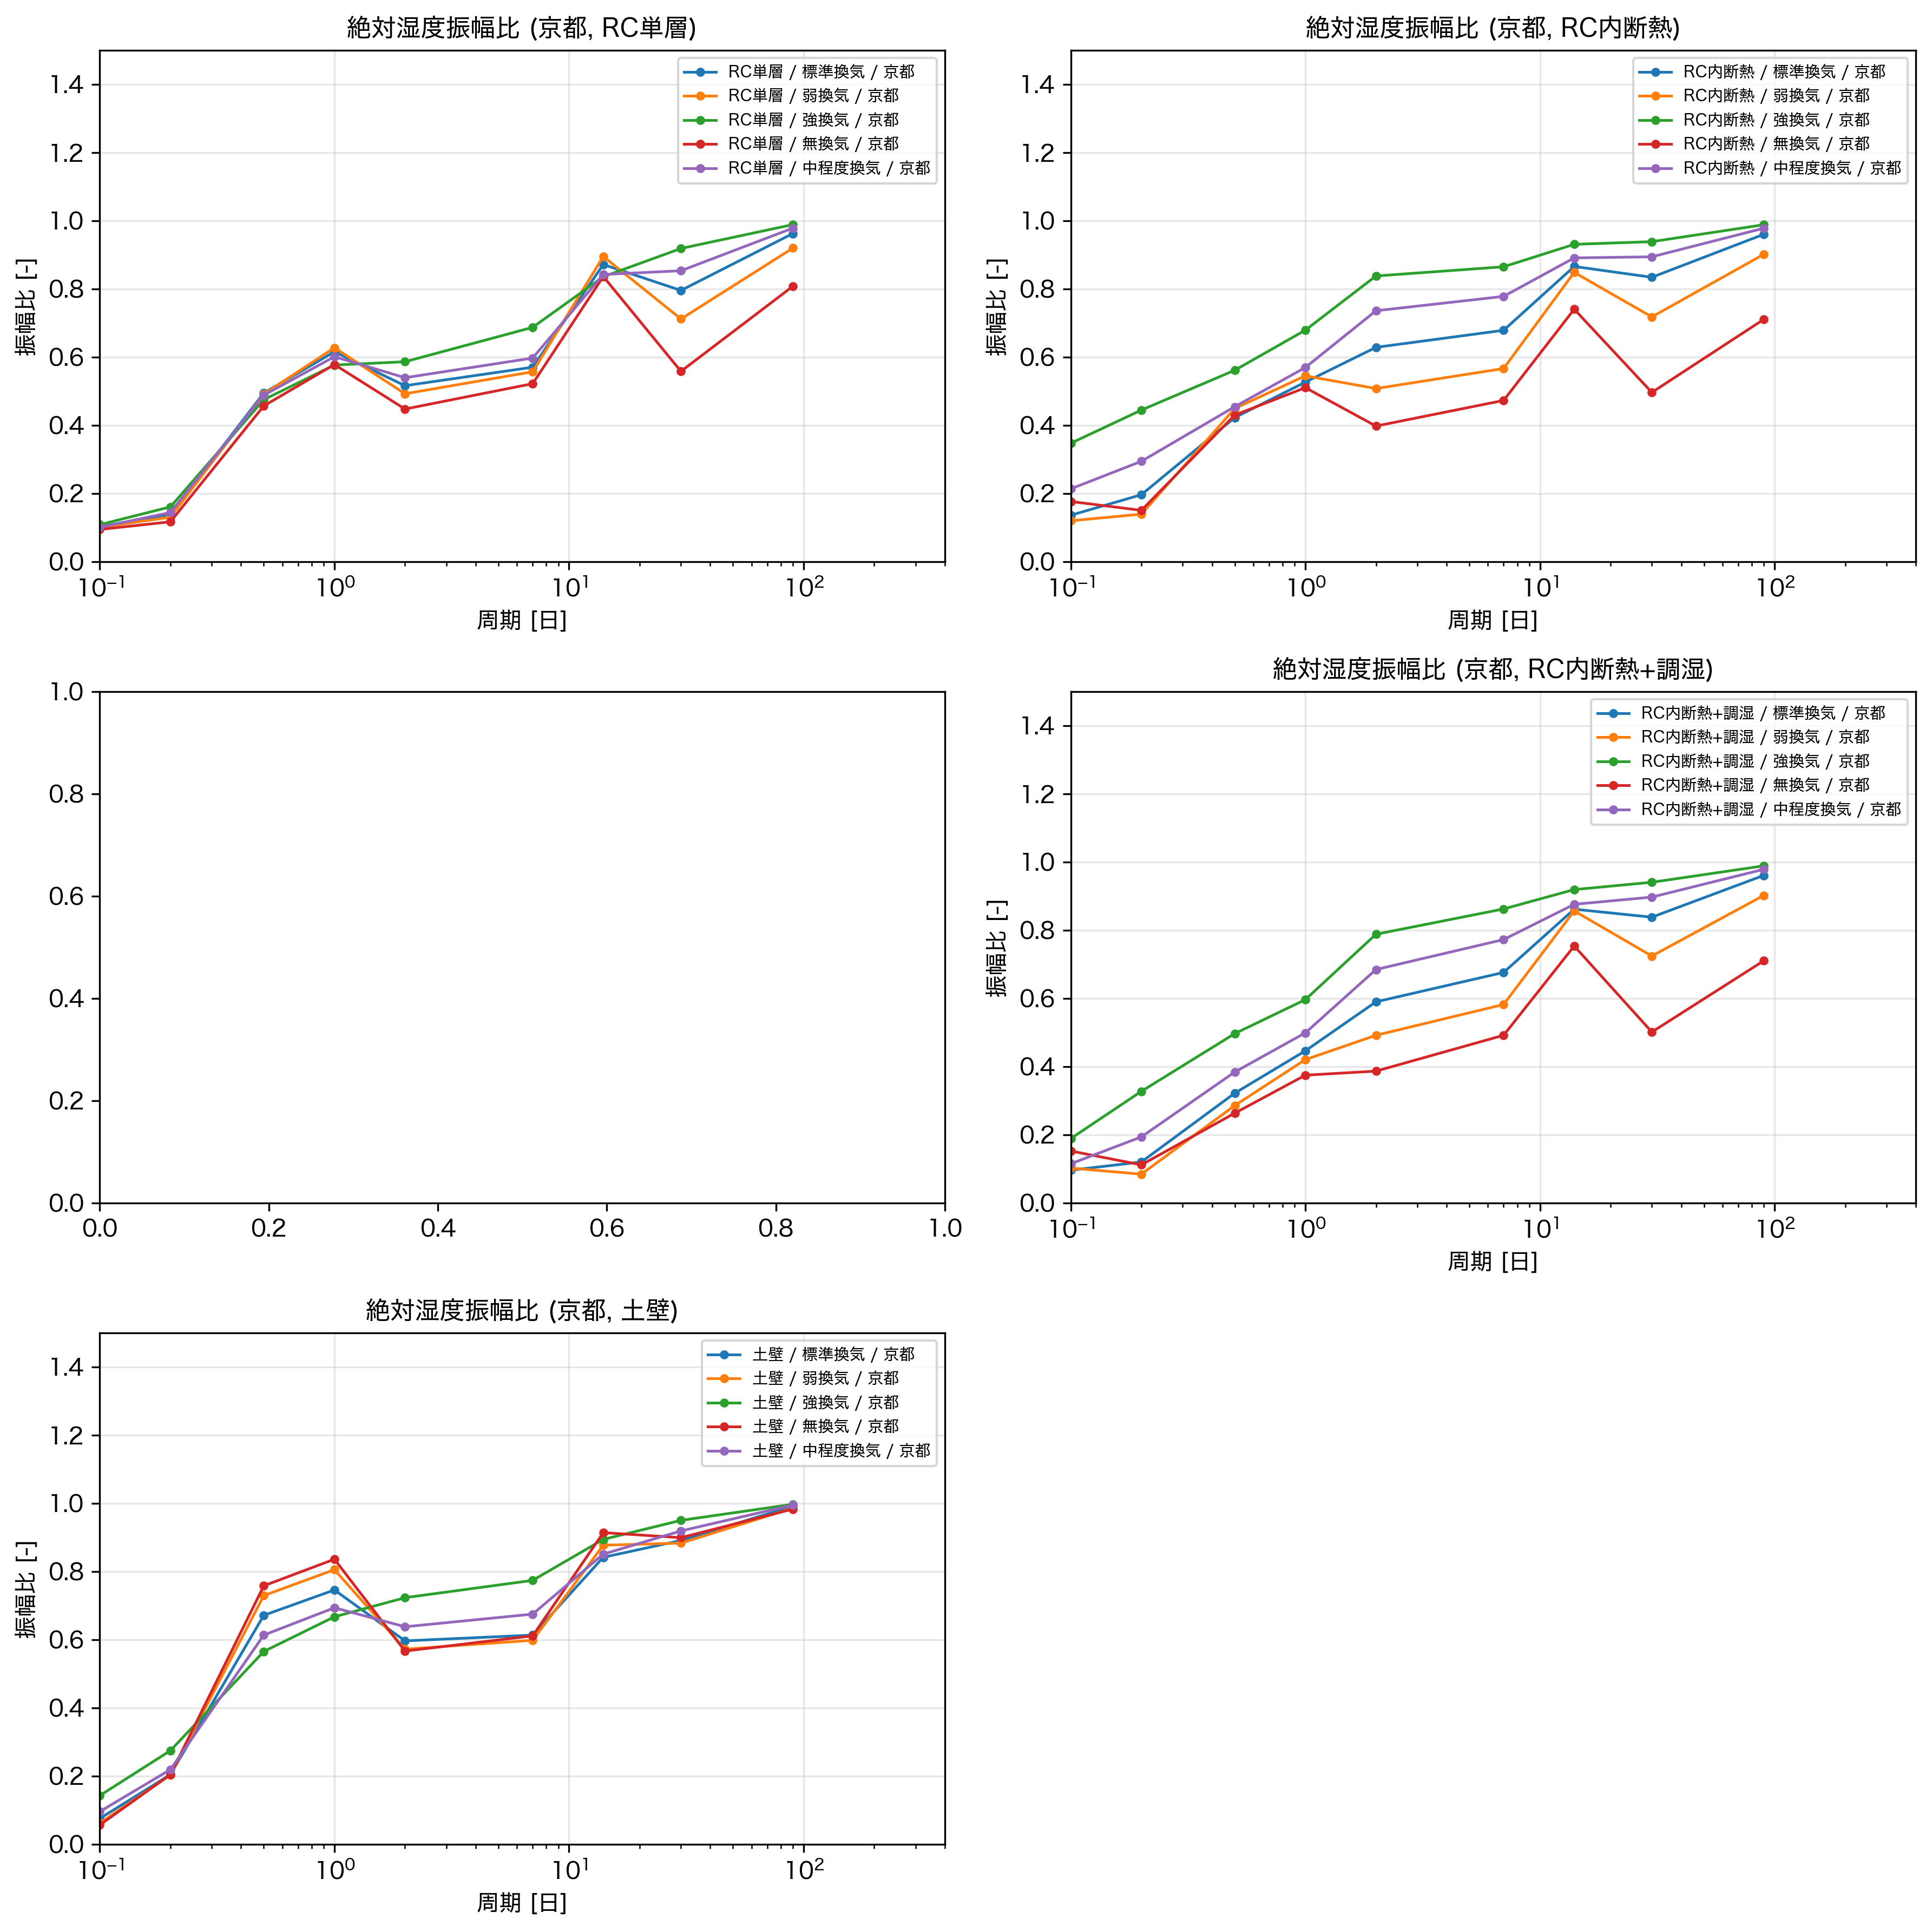 絶対湿度振幅比 (京都, RC単層)
RC単層 / 標準換気 / 京都
RC単層 / 弱換気 / 京都
RC単層 / 強換気 / 京都
RC単層 / 無換気 / 京都
RC単層 / 中程度換気 / 京都
振幅比 [-]
1.4
1.2
1.0
0.8
0.6
0.4
0.2
0.0
10⁻¹ 10⁰ 10¹ 10²
周期 [日]
絶対湿度振幅比 (京都, RC内断熱)
RC内断熱 / 標準換気 / 京都
RC内断熱 / 弱換気 / 京都
RC内断熱 / 強換気 / 京都
RC内断熱 / 無換気 / 京都
RC内断熱 / 中程度換気 / 京都
振幅比 [-]
1.4
1.2
1.0
0.8
0.6
0.4
0.2
0.0
10⁻¹ 10⁰ 10¹ 10²
周期 [日]
1.0
0.8
0.6
0.4
0.2
0.0
0.0 0.2 0.4 0.6 0.8 1.0
絶対湿度振幅比 (京都, RC内断熱+調湿)
RC内断熱+調湿 / 標準換気 / 京都
RC内断熱+調湿 / 弱換気 / 京都
RC内断熱+調湿 / 強換気 / 京都
RC内断熱+調湿 / 無換気 / 京都
RC内断熱+調湿 / 中程度換気 / 京都
振幅比 [-]
1.4
1.2
1.0
0.8
0.6
0.4
0.2
0.0
10⁻¹ 10⁰ 10¹ 10²
周期 [日]
絶対湿度振幅比 (京都, 土壁)
土壁 / 標準換気 / 京都
土壁 / 弱換気 / 京都
土壁 / 強換気 / 京都
土壁 / 無換気 / 京都
土壁 / 中程度換気 / 京都
振幅比 [-]
1.4
1.2
1.0
0.8
0.6
0.4
0.2
0.0
10⁻¹ 10⁰ 10¹ 10²
周期 [日]